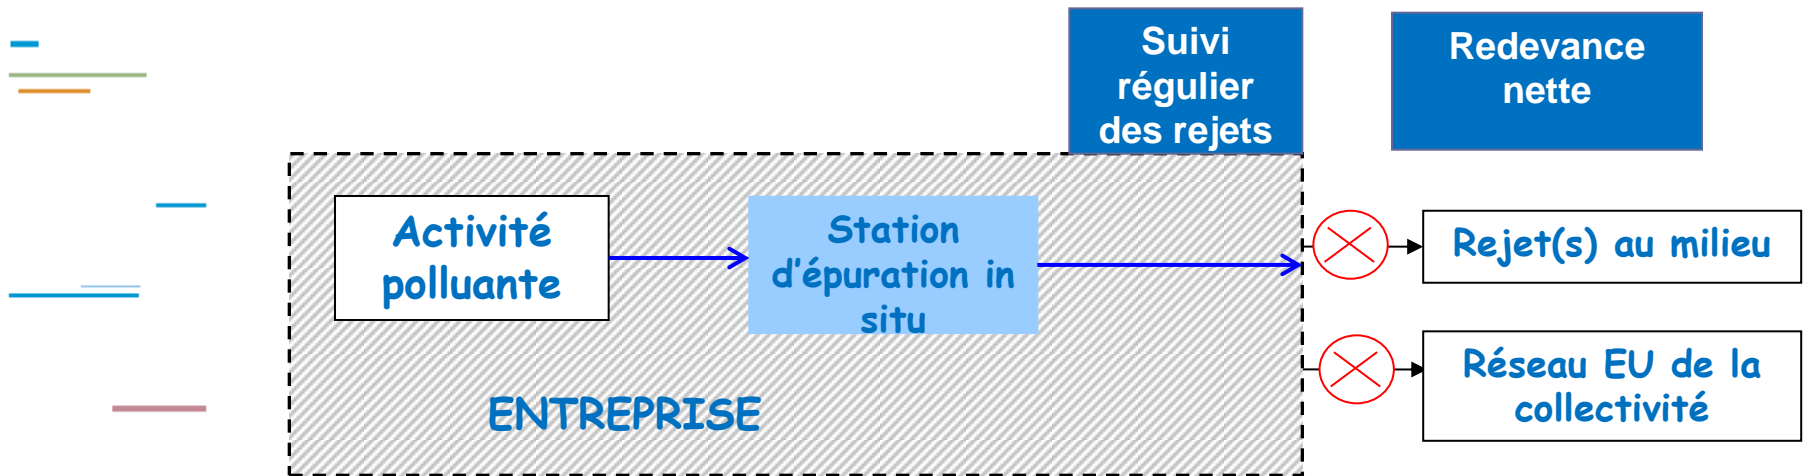 Suivi
régulier
des rejets
Redevance
nette
Activité
polluante
Station
d'épuration in
situ
Rejet(s) au milieu
Réseau EU de la
collectivité
ENTREPRISE